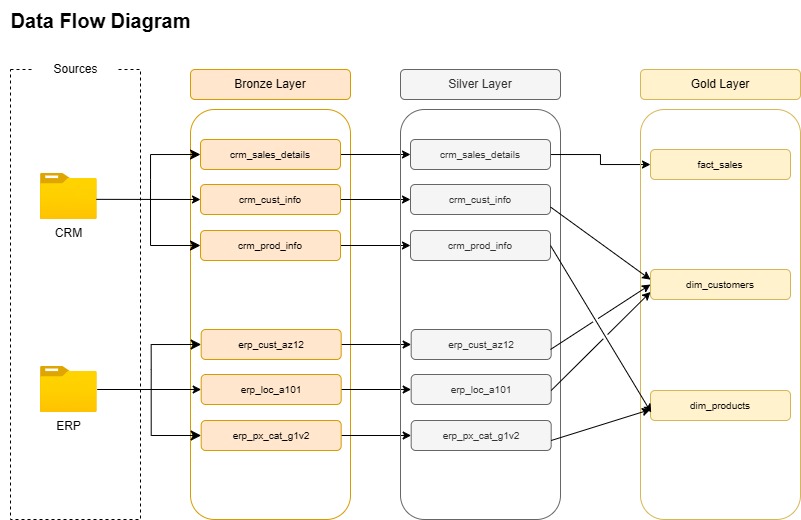 Data Flow Diagram
Sources
Bronze Layer
Silver Layer
Gold Layer
crm_sales_details
crm_sales_details
fact_sales
crm_cust_info
crm_cust_info
CRM
crm_prod_info
crm_prod_info
dim_customers
erp_cust_az12
erp_cust_az12
erp_loc_a101
erp_loc_a101
dim_products
ERP
erp_px_cat_g1v2
erp_px_cat_g1v2